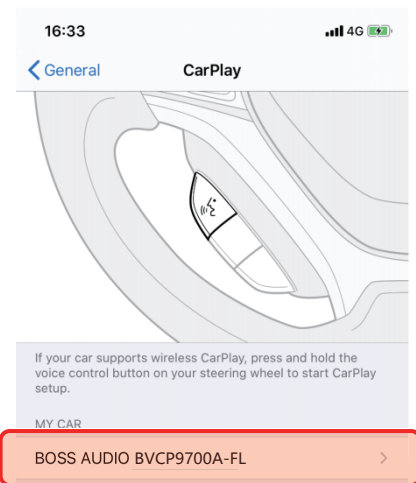 16:33 4G
General CarPlay
If your car supports wireless CarPlay, press and hold the
voice control button on your steering wheel to start CarPlay
setup.
MY CAR
BOSS AUDIO BVCP9700A-FL